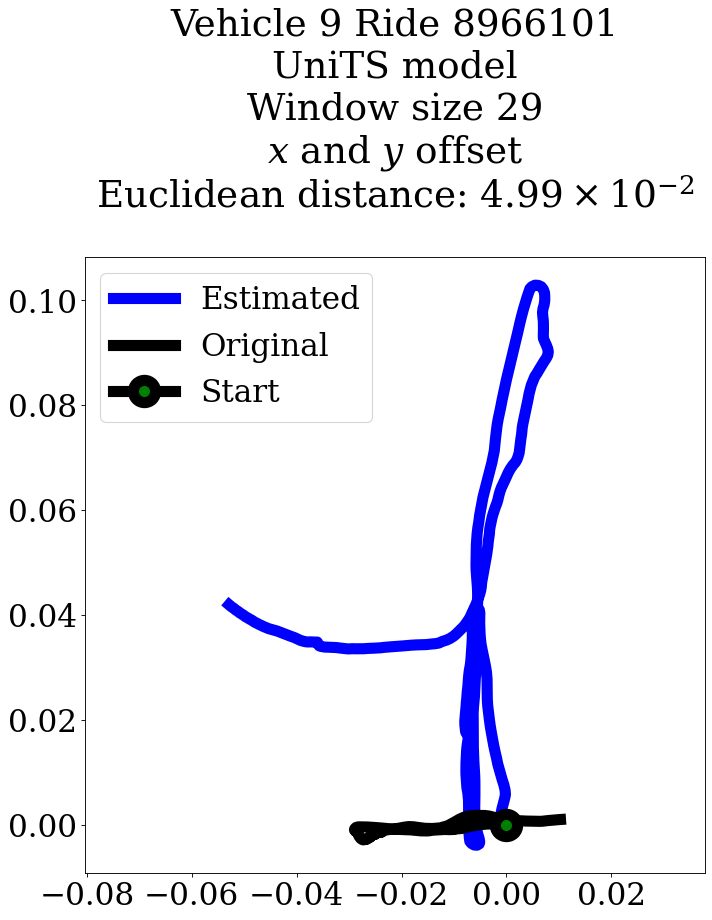 Vehicle 9 Ride 8966101
UniTS model
Window size 29
x and y offset
Euclidean distance: 4.99 × 10⁻²
Estimated
Original
Start
0.10
0.08
0.06
0.04
0.02
0.00
−0.08 −0.06 −0.04 −0.02 0.00 0.02